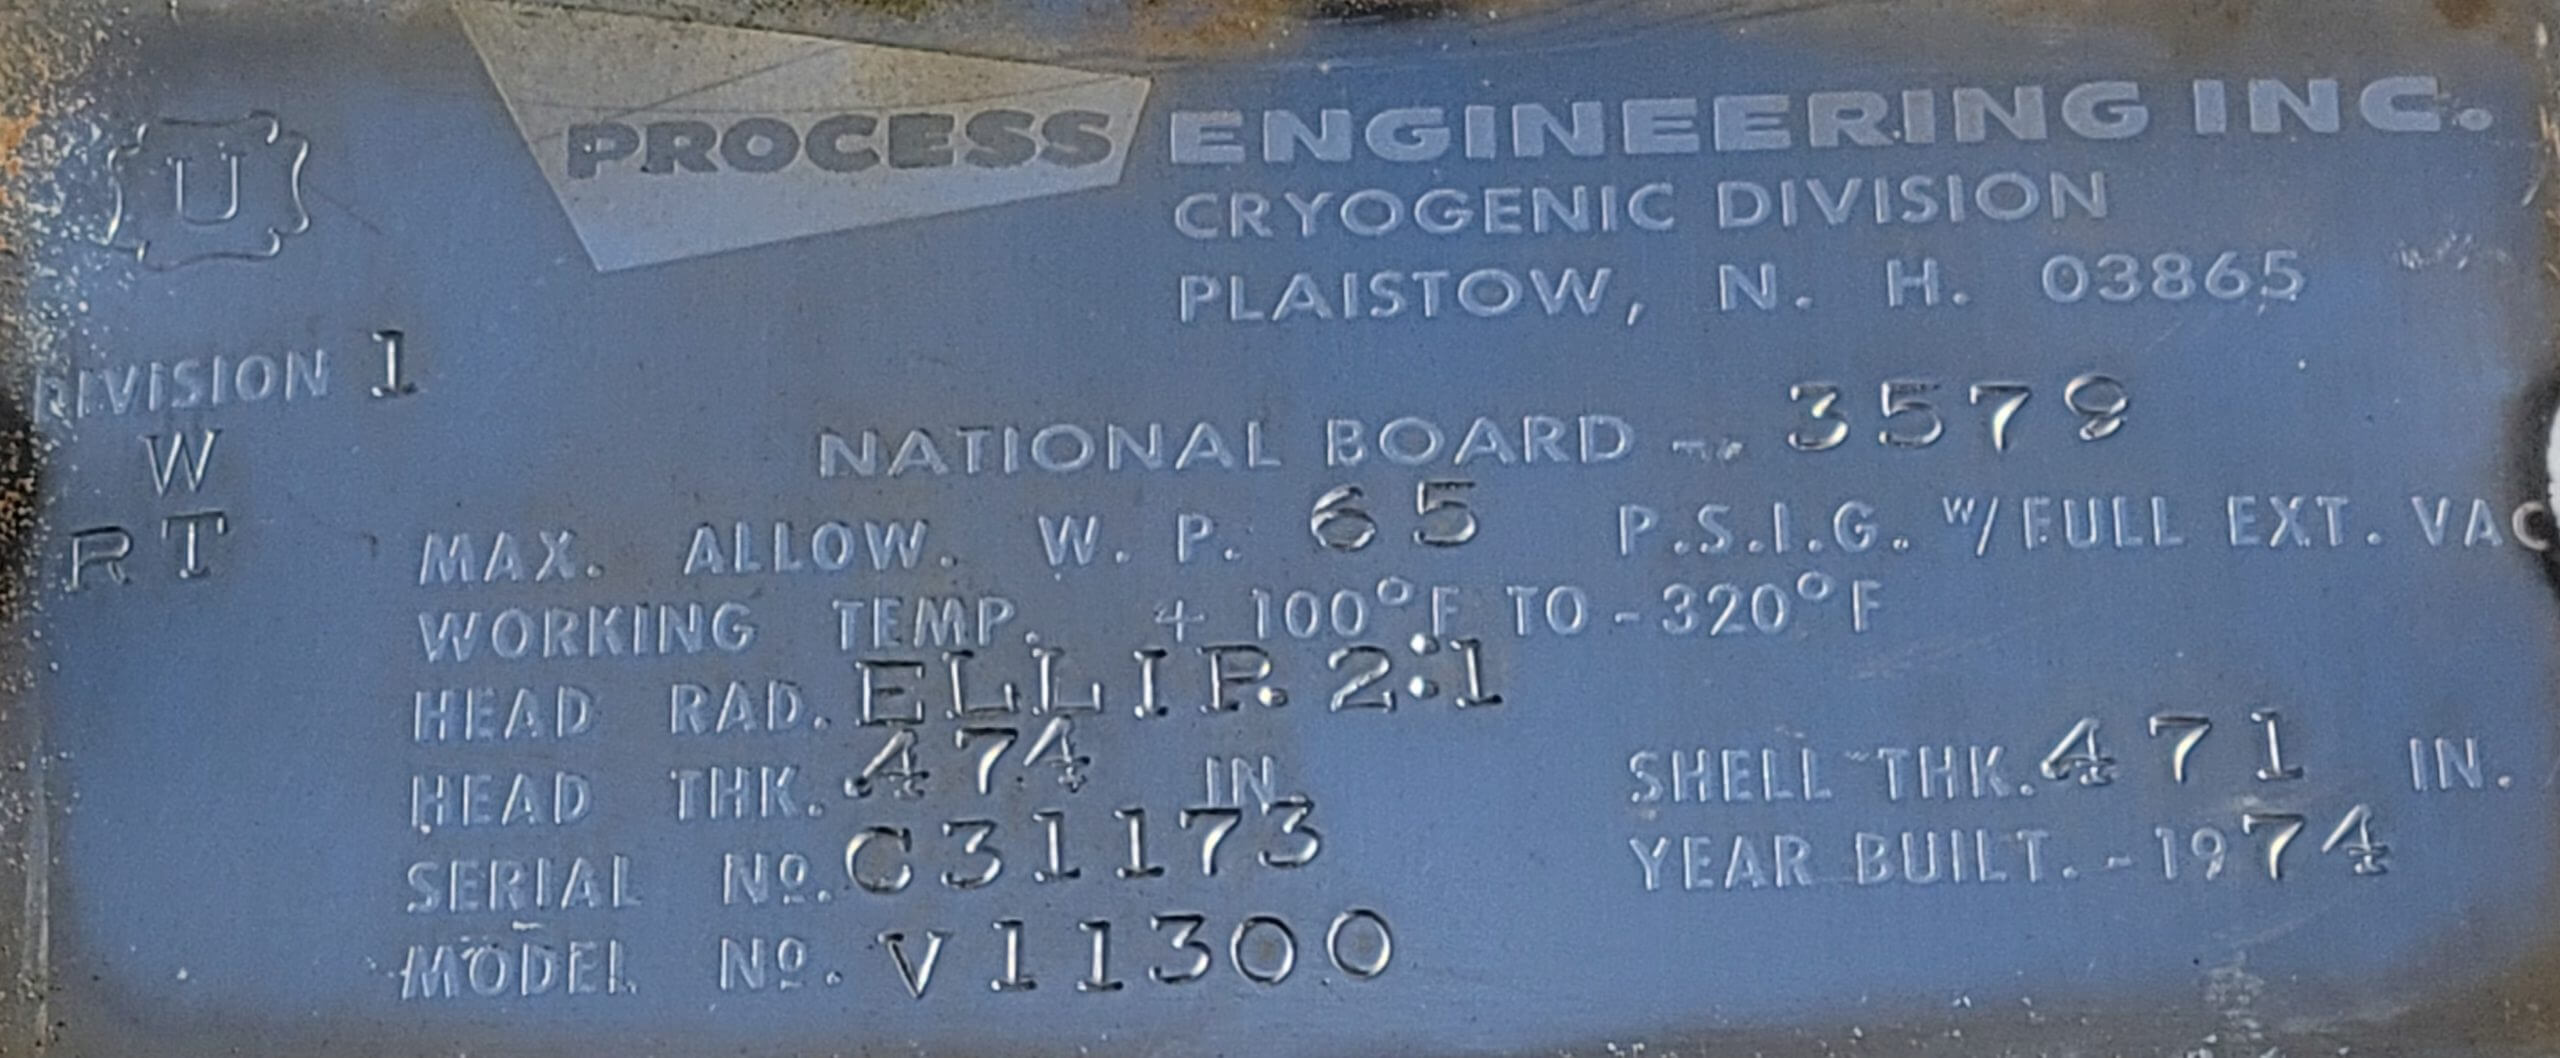 U
PROCESS ENGINEERING INC.
CRYOGENIC DIVISION
PLAISTOW, N. H. 03865
DIVISION 1
W
RT
NATIONAL BOARD 3579
MAX. ALLOW. W. P. 65 P.S.I.G. W/ FULL EXT. VAC
WORKING TEMP. + 100°F TO -320°F
HEAD RAD. ELLIP. 2:1
HEAD THK. .474 IN. SHELL THK. .471 IN.
SERIAL Nº. C31173 YEAR BUILT. - 1974
MODEL Nº. V11300